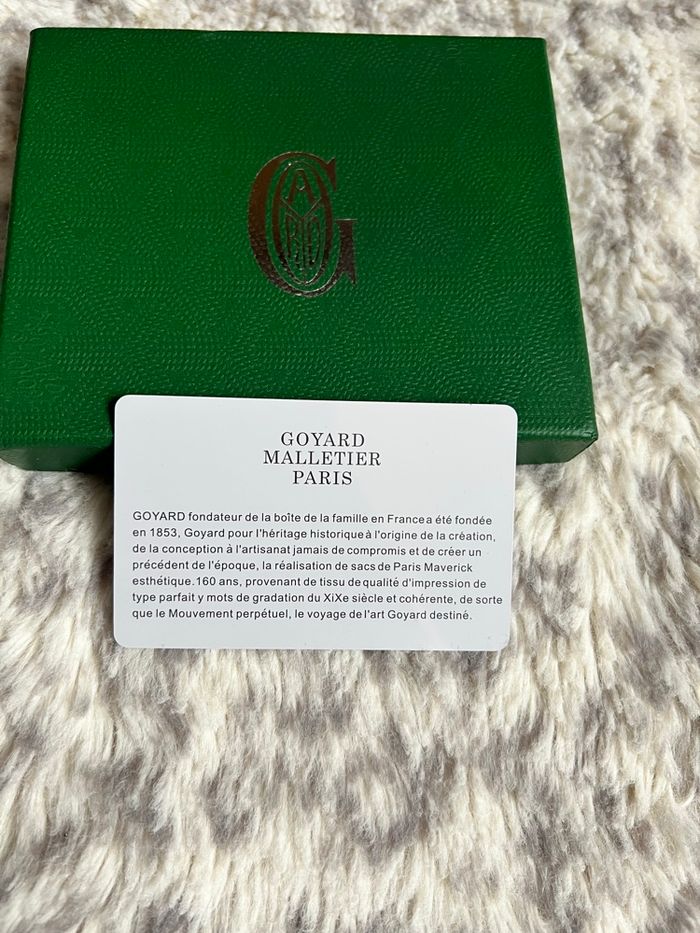 G
A
Y
RD
GOYARD
MALLETIER
PARIS
GOYARD fondateur de la boîte de la famille en Francea été fondée
en 1853, Goyard pour l'héritage historiqueà l'origine de la création,
de la conception à l'artisanat jamais de compromis et de créer un
précédent de l'époque, la réalisation de sacs de Paris Maverick
esthétique.160 ans, provenant de tissu de qualité d'impression de
type parfait y mots de gradation du XiXe siècle et cohérente, de sorte
que le Mouvement perpétuel, le voyage de l'art Goyard destiné.